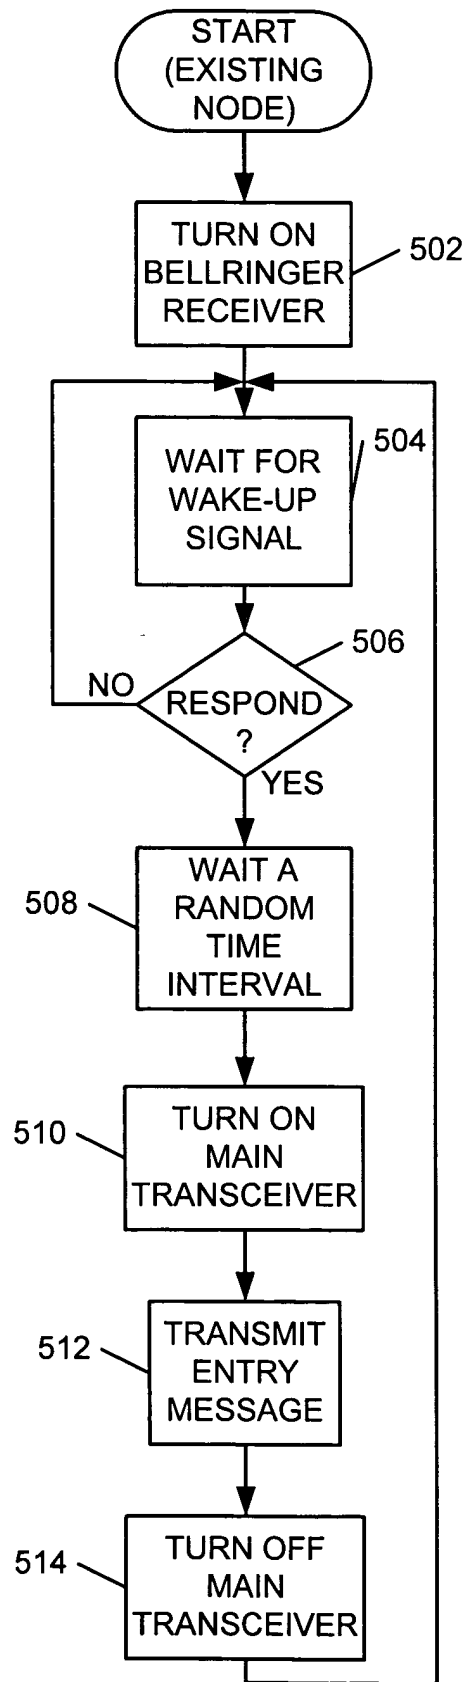 START
(EXISTING
NODE)
TURN ON
BELLRINGER
RECEIVER
502
WAIT FOR
WAKE-UP
SIGNAL
504
506
NO
RESPOND
?
YES
508
WAIT A
RANDOM
TIME
INTERVAL
510
TURN ON
MAIN
TRANSCEIVER
512
TRANSMIT
ENTRY
MESSAGE
514
TURN OFF
MAIN
TRANSCEIVER